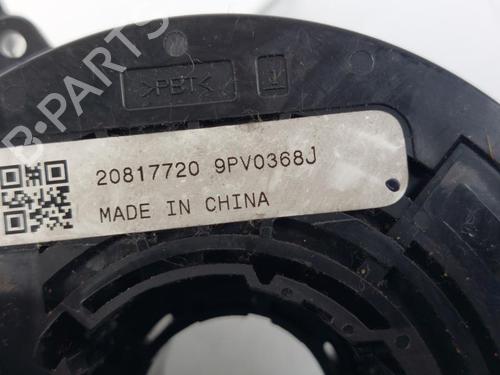 >PBT<
B-PARTS
20817720 9PV0368J
MADE IN CHINA